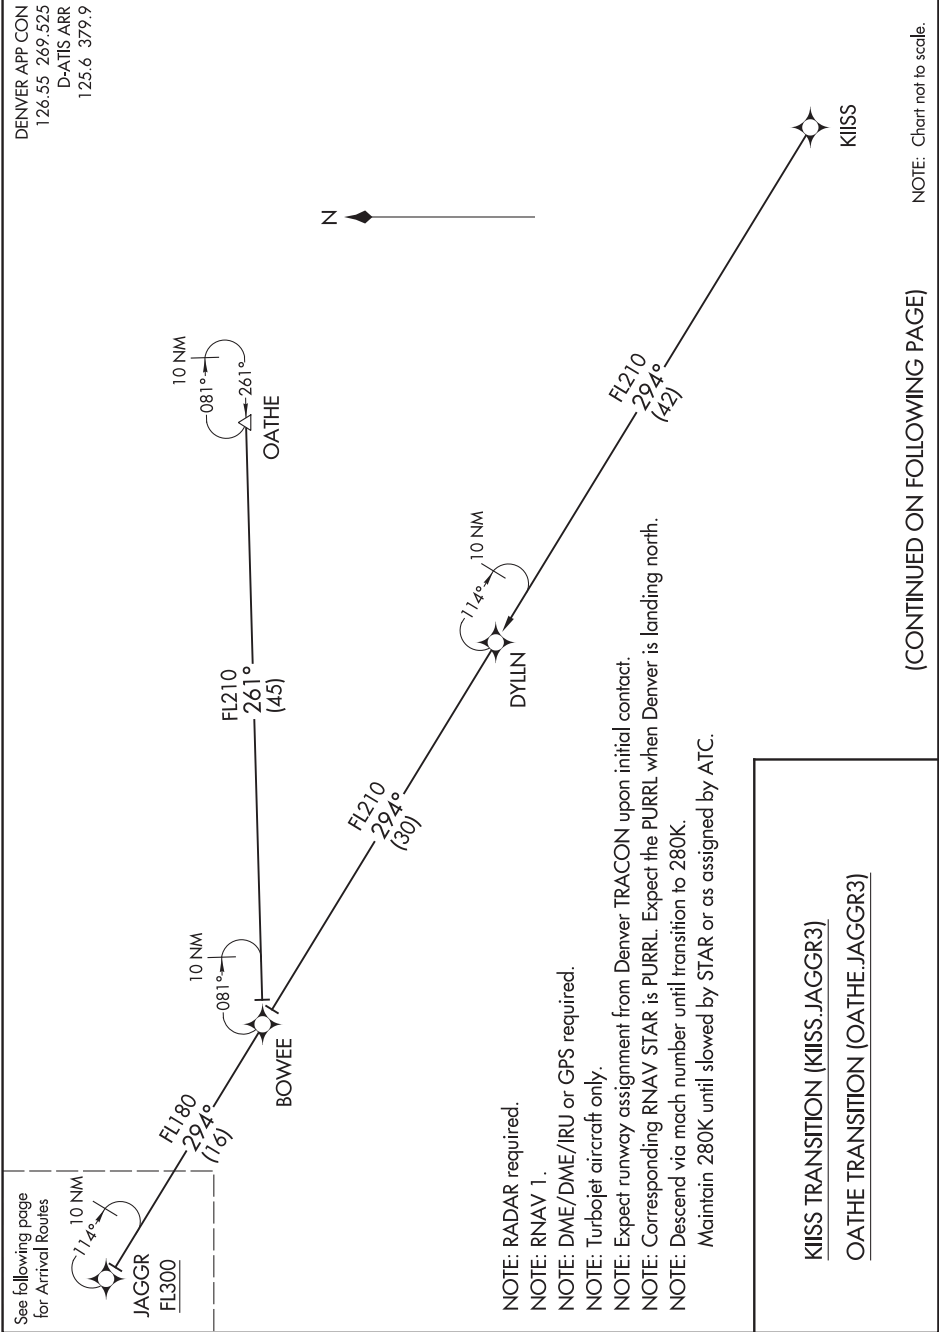 DENVER APP CON
126.55 269.525
D-ATIS ARR
125.6 379.9
See following page
for Arrival Routes
10 NM
114°
JAGGR
FL300
FL180
294°
(16)
10 NM
081°
BOWEE
FL210
261°
(45)
10 NM
081°
261°
OATHE
N
FL210
294°
(30)
10 NM
114°
DYLLN
FL210
294°
(42)
KIISS
NOTE: RADAR required.
NOTE: RNAV 1.
NOTE: DME/DME/IRU or GPS required.
NOTE: Turbojet aircraft only.
NOTE: Expect runway assignment from Denver TRACON upon initial contact.
NOTE: Corresponding RNAV STAR is PURRL. Expect the PURRL when Denver is landing north.
NOTE: Descend via mach number until transition to 280K.
Maintain 280K until slowed by STAR or as assigned by ATC.
KIISS TRANSITION (KIISS.JAGGR3)
OATHE TRANSITION (OATHE.JAGGR3)
(CONTINUED ON FOLLOWING PAGE)
NOTE: Chart not to scale.